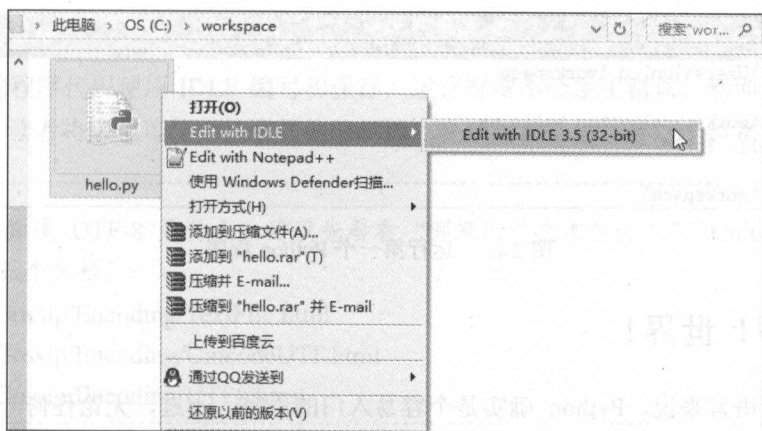 此电脑 › OS (C:) › workspace
搜索"wor...
hello.py
打开(O)
Edit with IDLE
Edit with IDLE 3.5 (32-bit)
Edit with Notepad++
使用 Windows Defender扫描...
打开方式(H)
添加到压缩文件(A)...
添加到 "hello.rar"(T)
压缩并 E-mail...
压缩到 "hello.rar" 并 E-mail
上传到百度云
通过QQ发送到
还原以前的版本(V)